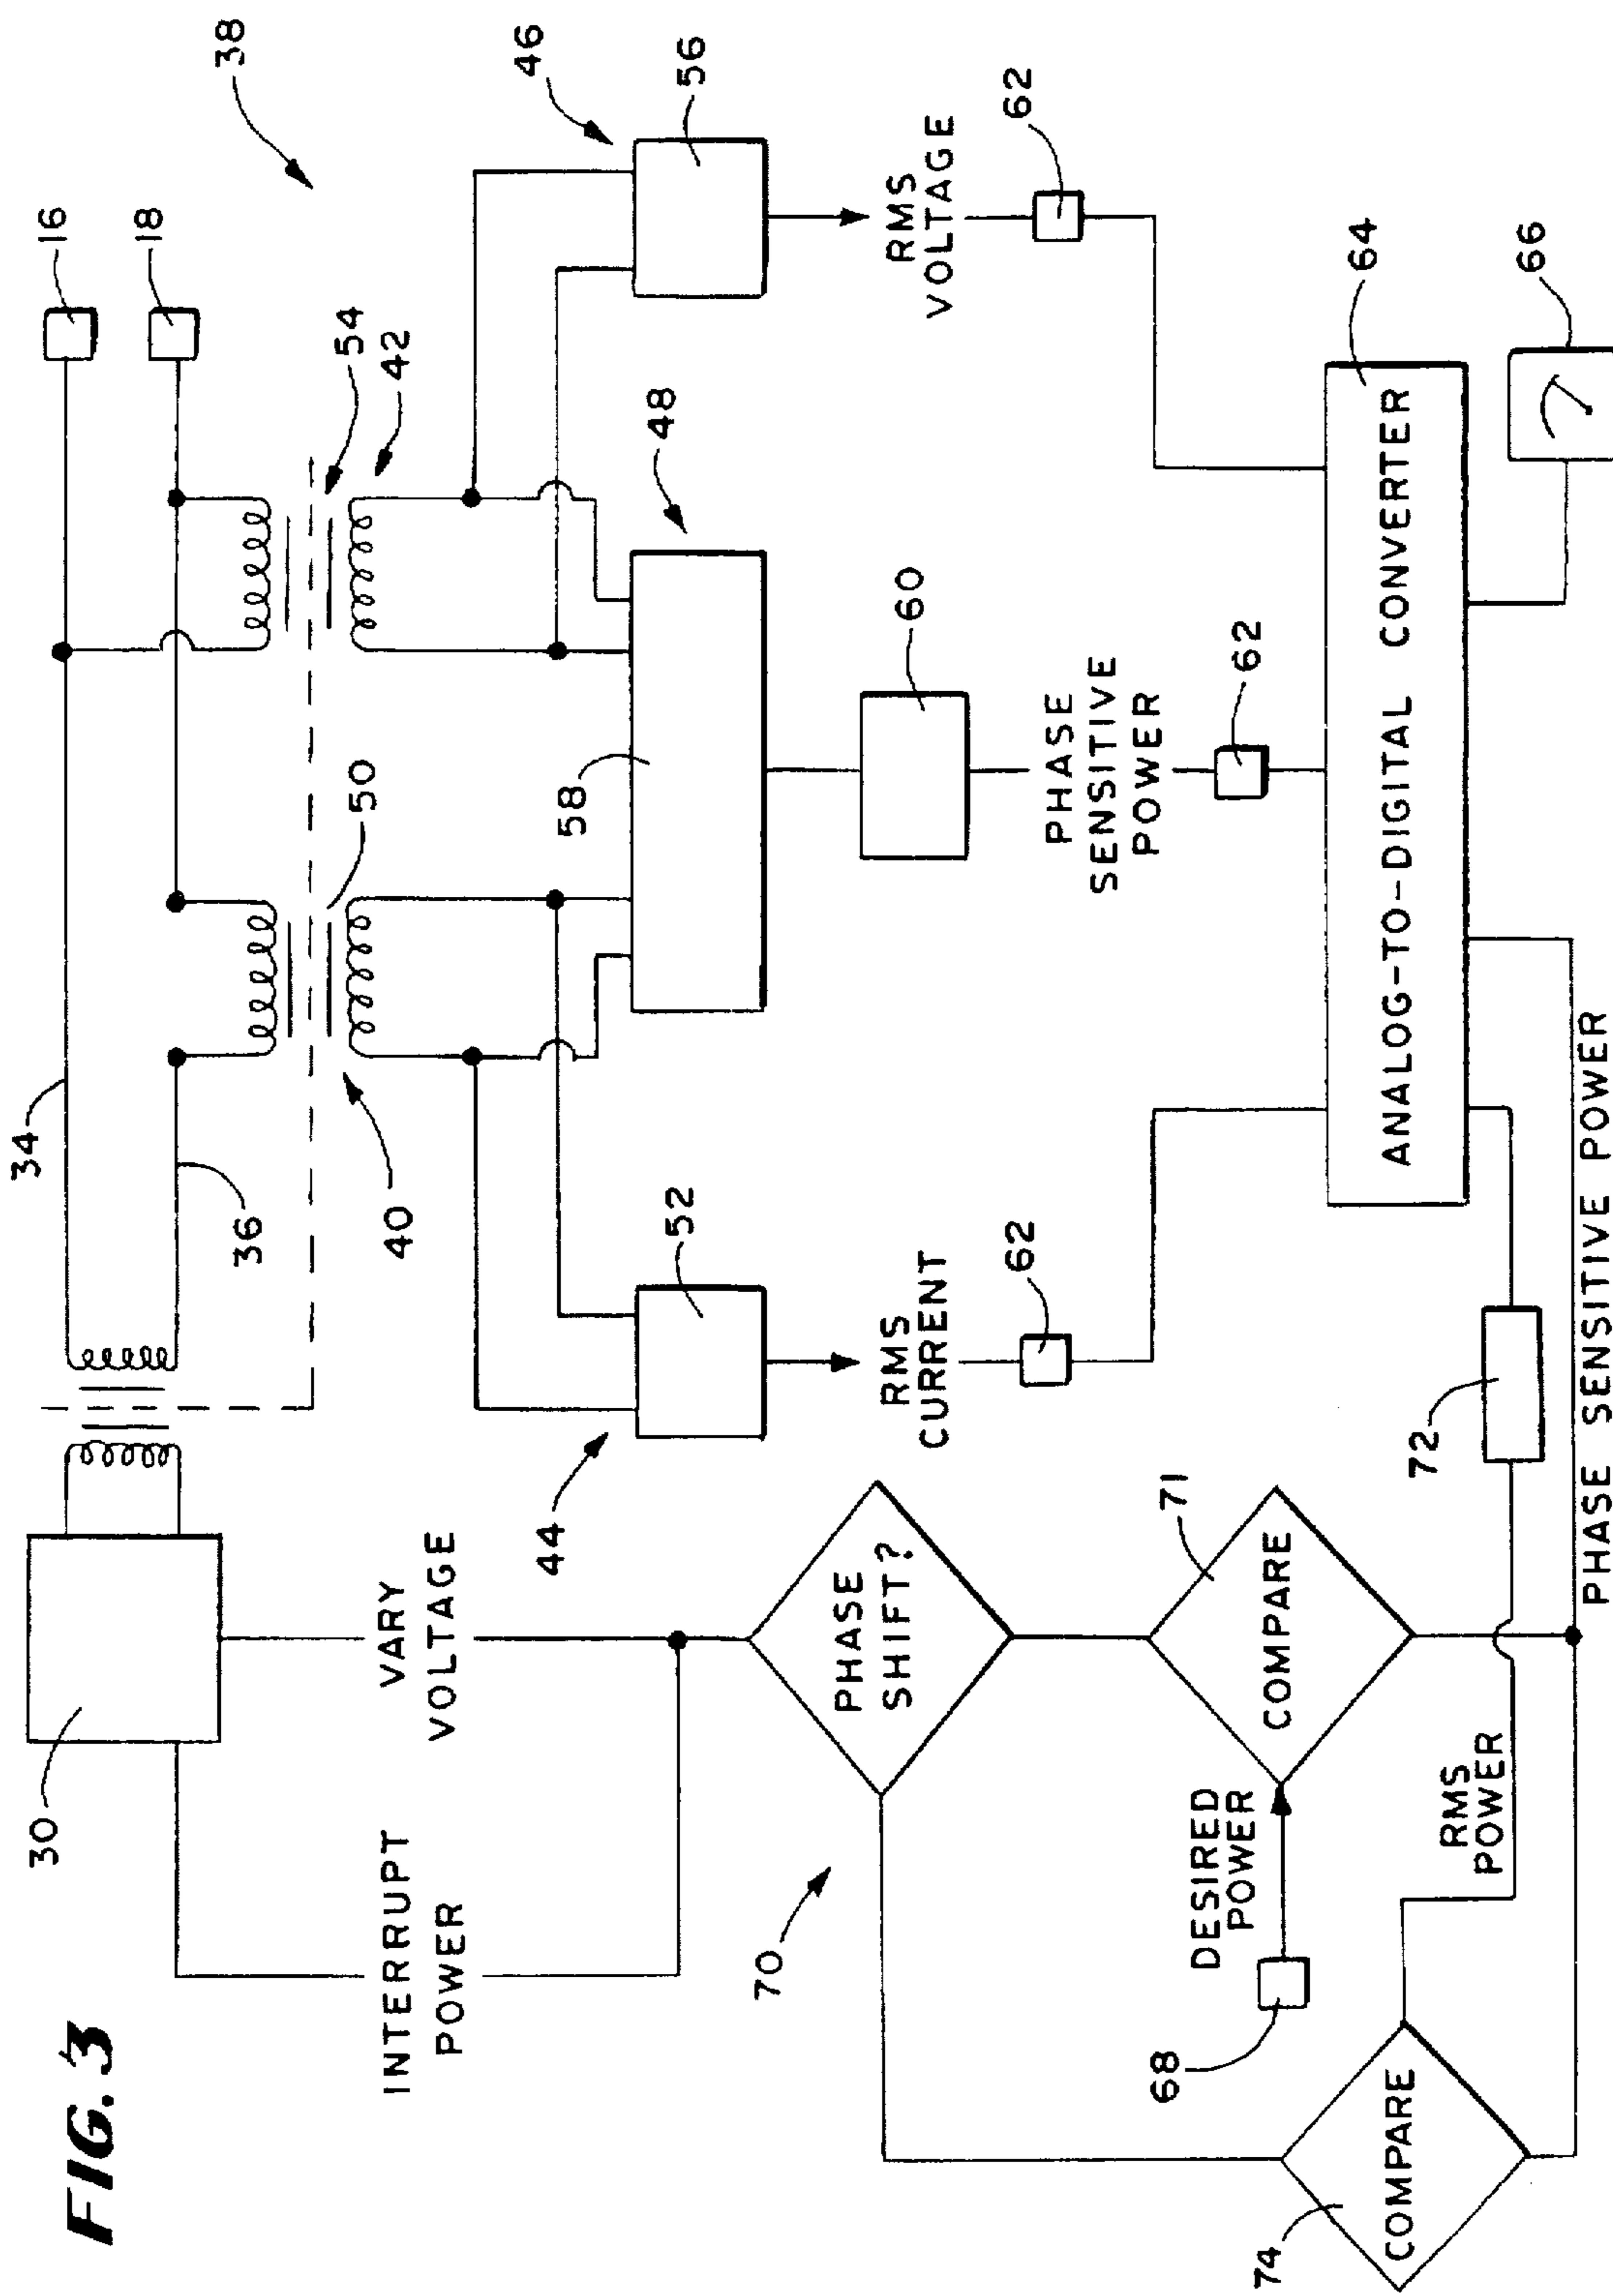 FIG. 3
30
34
36
16
18
38
INTERRUPT
POWER
VARY
VOLTAGE
40
50
54
42
44
52
58
48
46
56
RMS
CURRENT
60
RMS
VOLTAGE
62
PHASE
SENSITIVE
POWER
62
62
70
PHASE
SHIFT?
DESIRED
POWER
68
71
COMPARE
74
COMPARE
RMS
POWER
72
ANALOG-TO-DIGITAL CONVERTER
64
66
PHASE SENSITIVE POWER